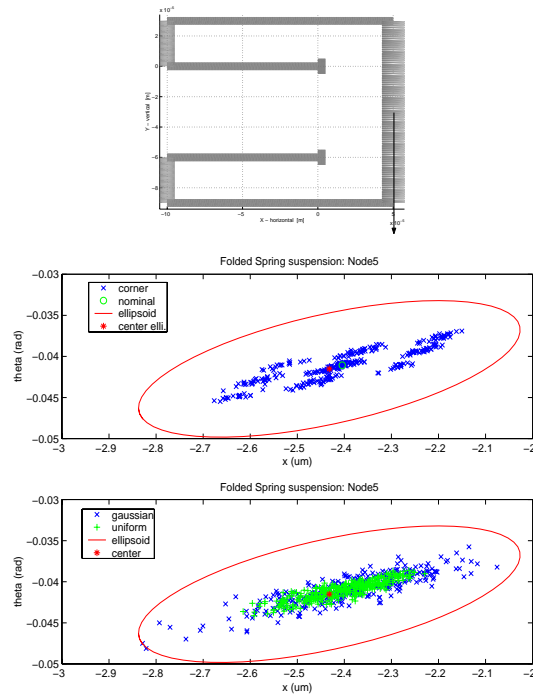 x 10⁻⁵
2
0
−2
−4
−6
−8
Y − vertical [m]
−10
−5
0
5
X − horizontal [m]
x 10⁻⁵
Folded Spring suspension: Node5
−0.03
−0.035
−0.04
−0.045
−0.05
theta (rad)
corner
nominal
ellipsoid
center elli.
−3
−2.9
−2.8
−2.7
−2.6
−2.5
−2.4
−2.3
−2.2
−2.1
−2
x (um)
Folded Spring suspension: Node5
−0.03
−0.035
−0.04
−0.045
−0.05
theta (rad)
gaussian
uniform
ellipsoid
center
−3
−2.9
−2.8
−2.7
−2.6
−2.5
−2.4
−2.3
−2.2
−2.1
−2
x (um)